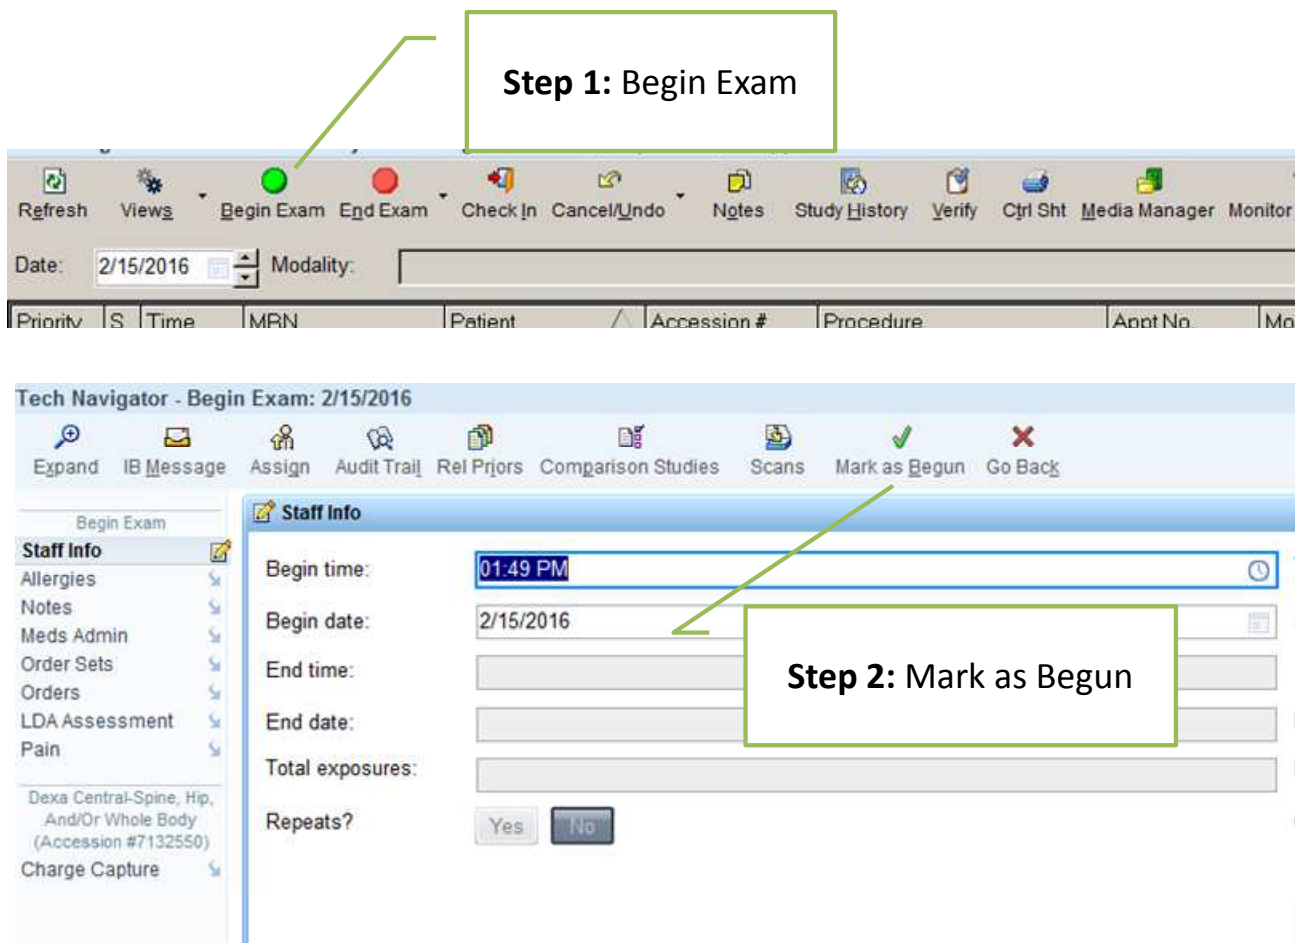 Step 1: Begin Exam
Refresh Views Begin Exam End Exam Check In Cancel/Undo Notes Study History Verify Ctrl Sht Media Manager Monitor
Date: 2/15/2016 Modality:
Priority S Time MRN Patient Accession # Procedure Appt No
Tech Navigator - Begin Exam: 2/15/2016
Expand IB Message Assign Audit Trail Rel Priors Comparison Studies Scans Mark as Begun Go Back
Begin Exam
Staff Info
Allergies
Notes
Meds Admin
Order Sets
Orders
LDA Assessment
Pain
Dexa Central-Spine, Hip,
And/Or Whole Body
(Accession #7132550)
Charge Capture
Staff Info
Begin time: 01:49 PM
Begin date: 2/15/2016
End time:
End date:
Total exposures:
Repeats? Yes No
Step 2: Mark as Begun